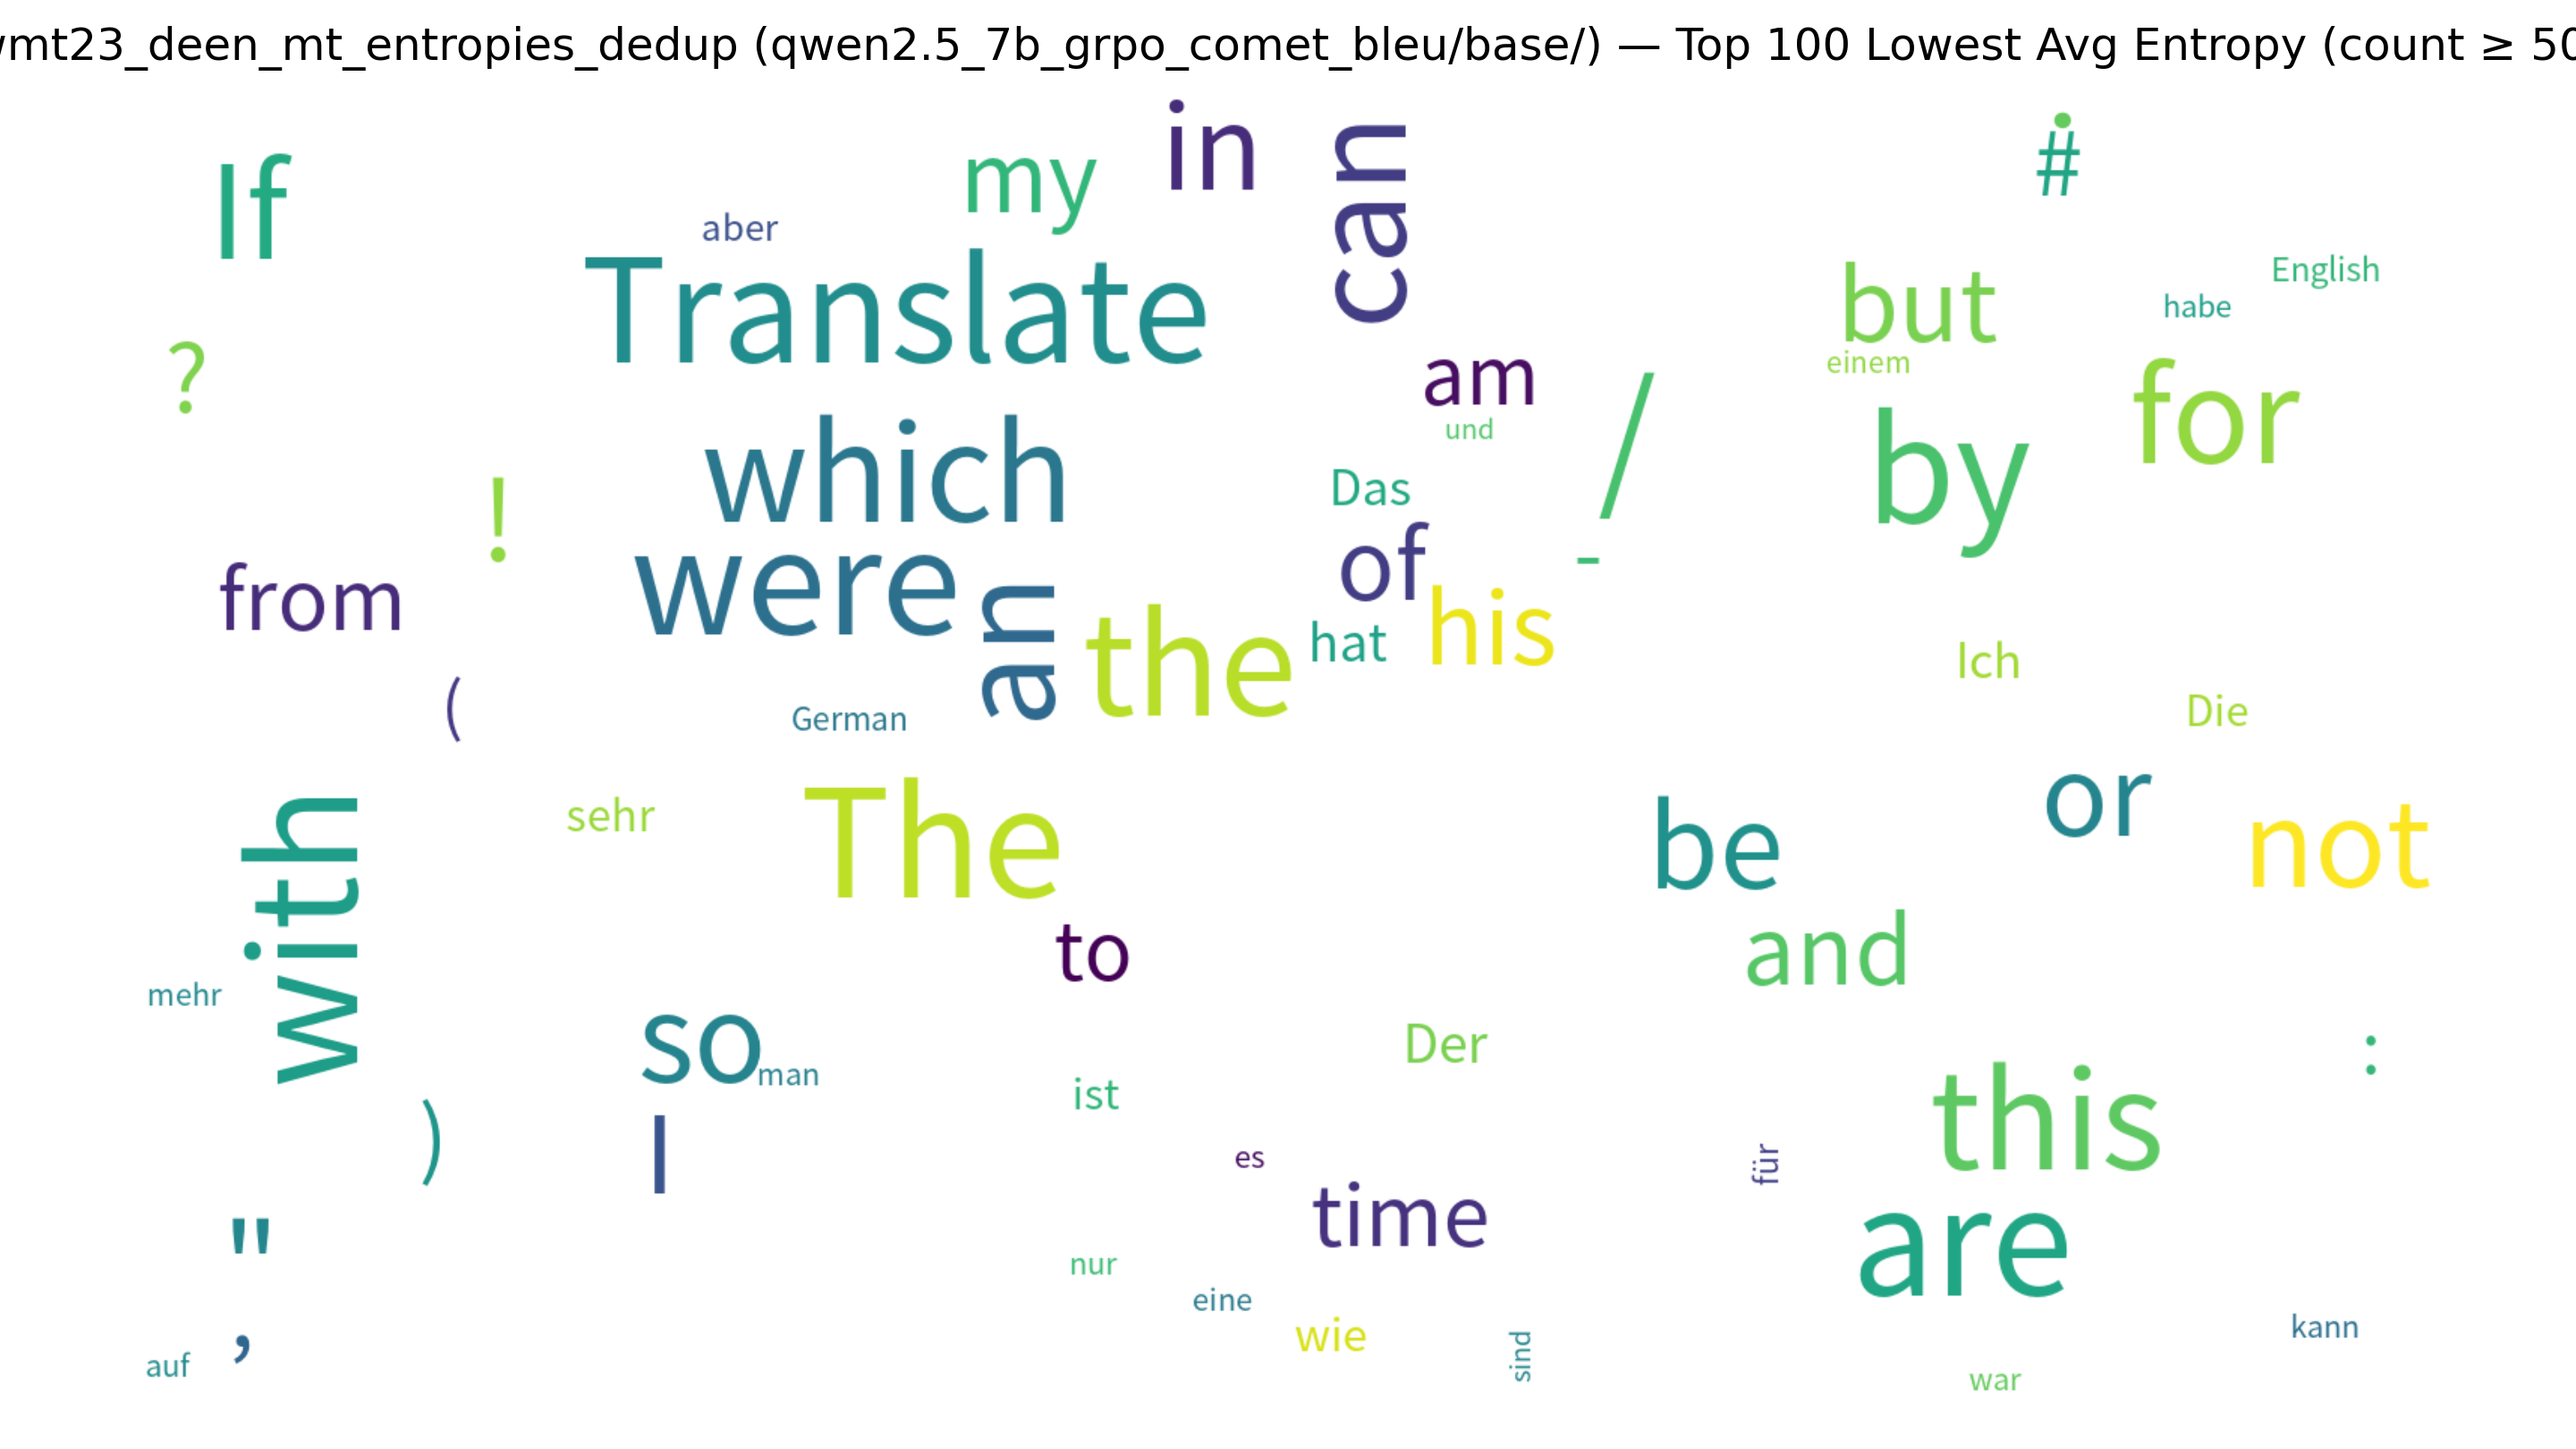 wmt23_deen_mt_entropies_dedup (qwen2.5_7b_grpo_comet_bleu/base/) — Top 100 Lowest Avg Entropy (count ≥ 50
in
can
#
.
my
If
aber
Translate
but
English
habe
?
am
einem
for
/
which
und
by
!
Das
from
were
an
of
-
his
the
hat
Ich
(
German
Die
sehr
The
or
be
not
with
to
and
mehr
so
man
Der
:
ist
this
)
I
es
für
time
"
are
nur
eine
,
auf
wie
sind
kann
war